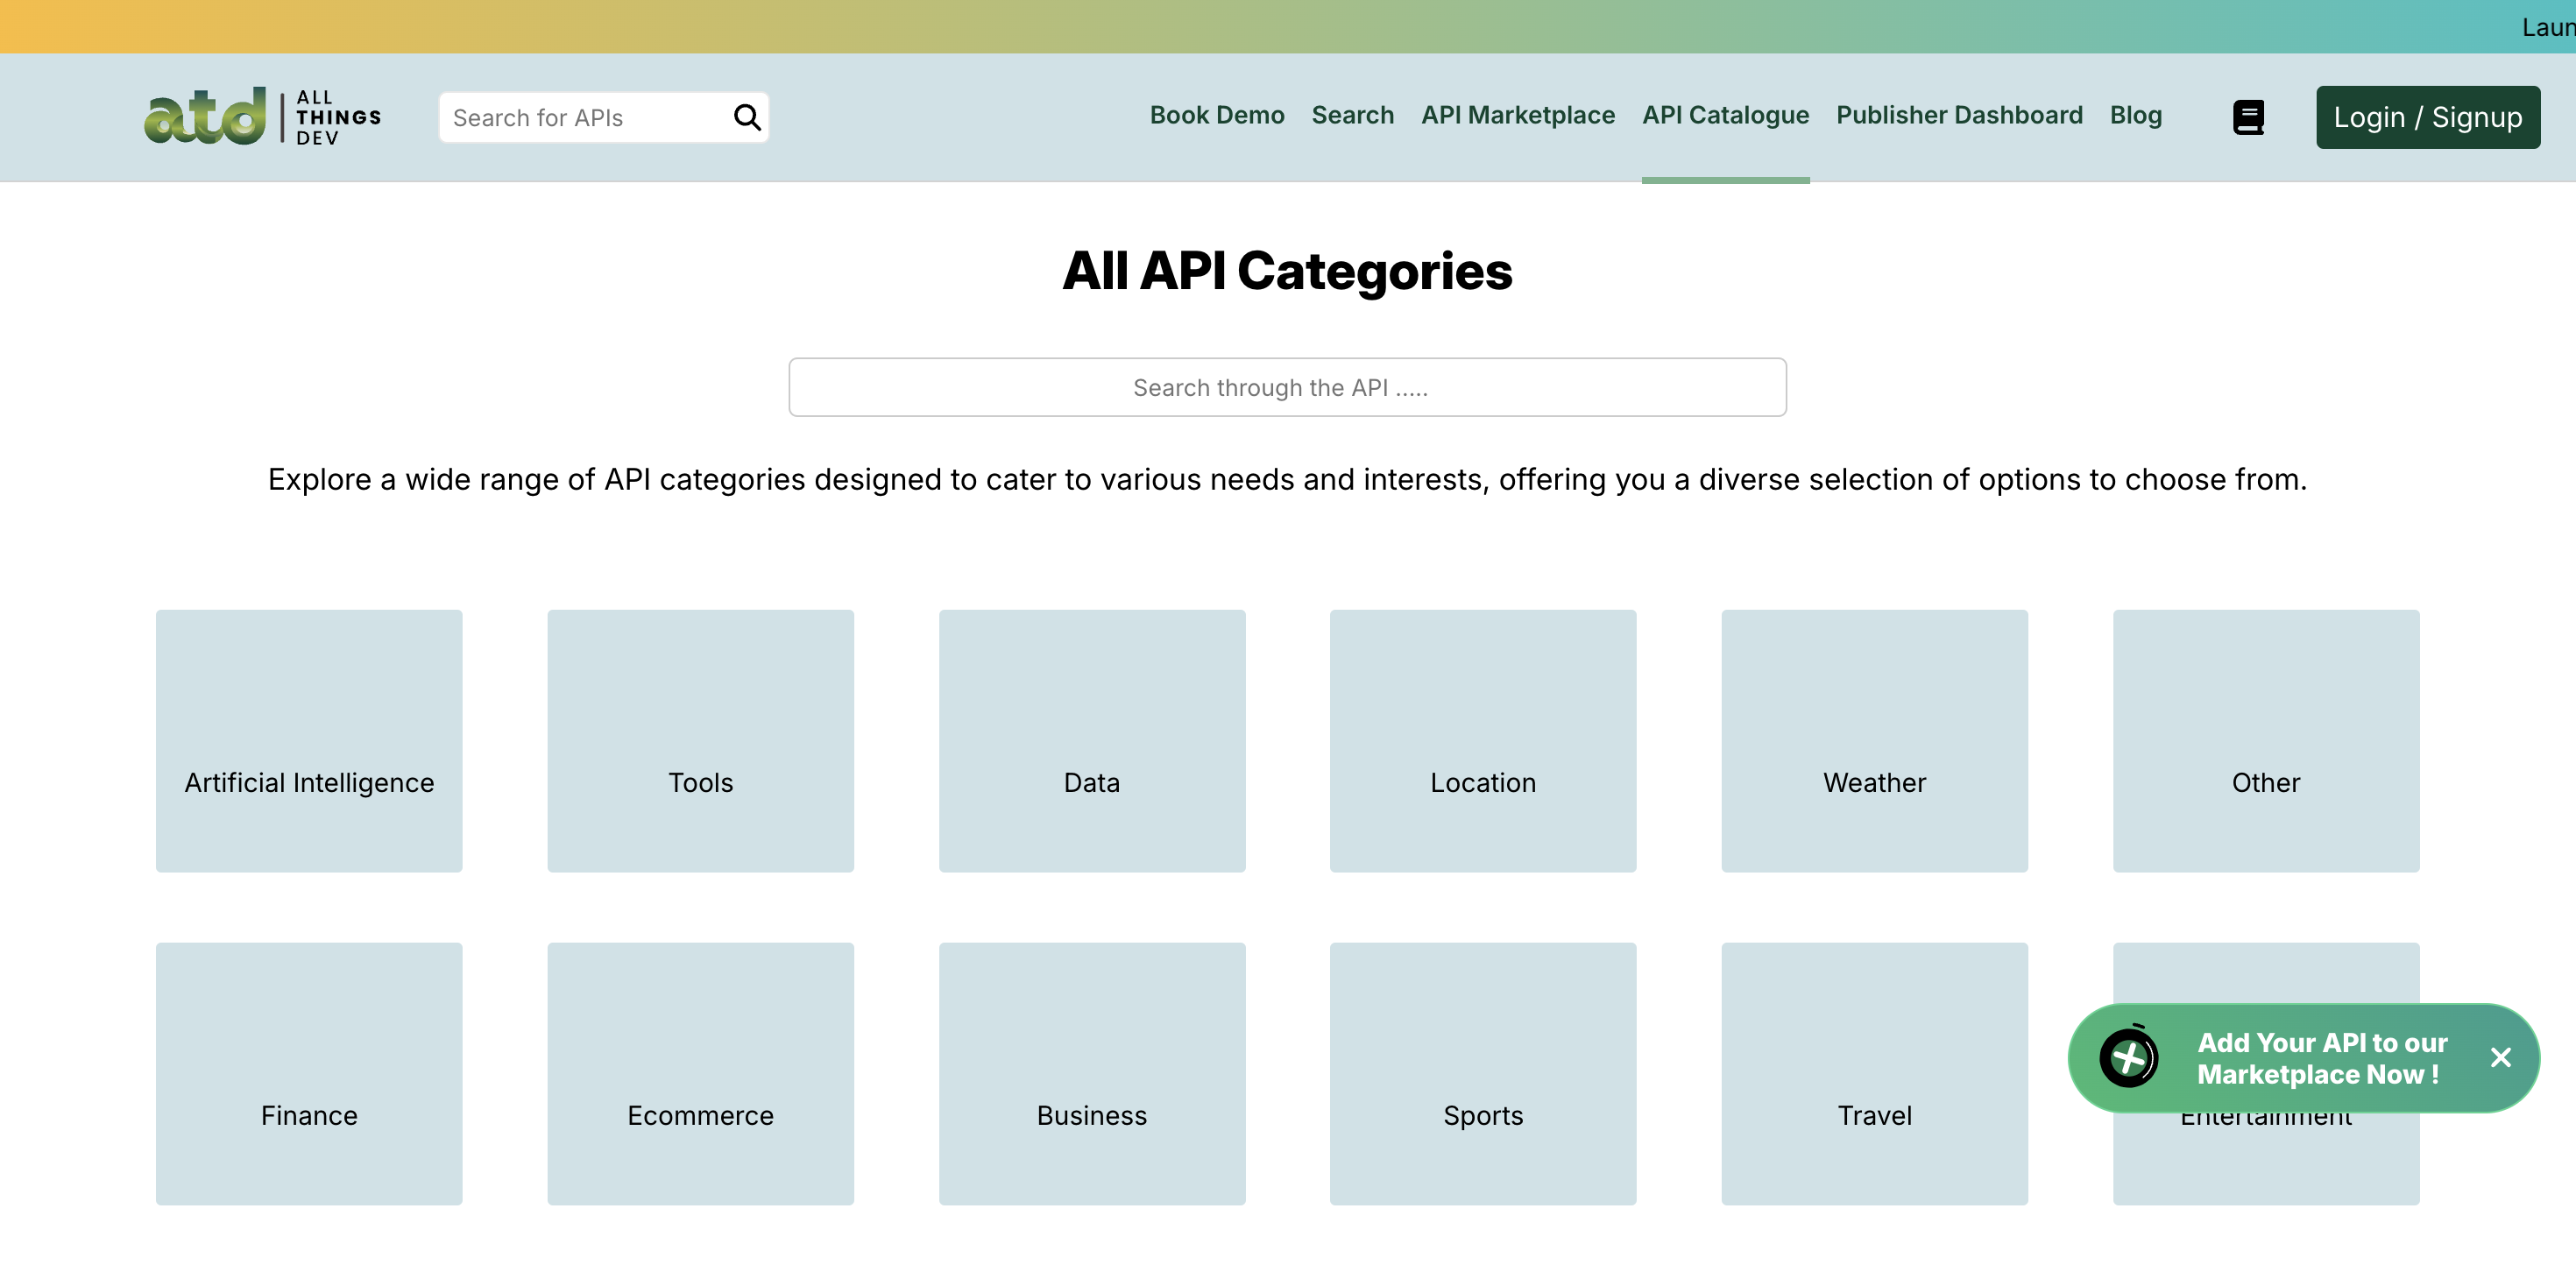 Laun
atd
ALL
THINGS
DEV
Search for APIs
Book Demo
Search
API Marketplace
API Catalogue
Publisher Dashboard
Blog
Login / Signup
All API Categories
Search through the API .....
Explore a wide range of API categories designed to cater to various needs and interests, offering you a diverse selection of options to choose from.
Artificial Intelligence
Tools
Data
Location
Weather
Other
Finance
Ecommerce
Business
Sports
Travel
Entertainment
Add Your API to our
Marketplace Now !